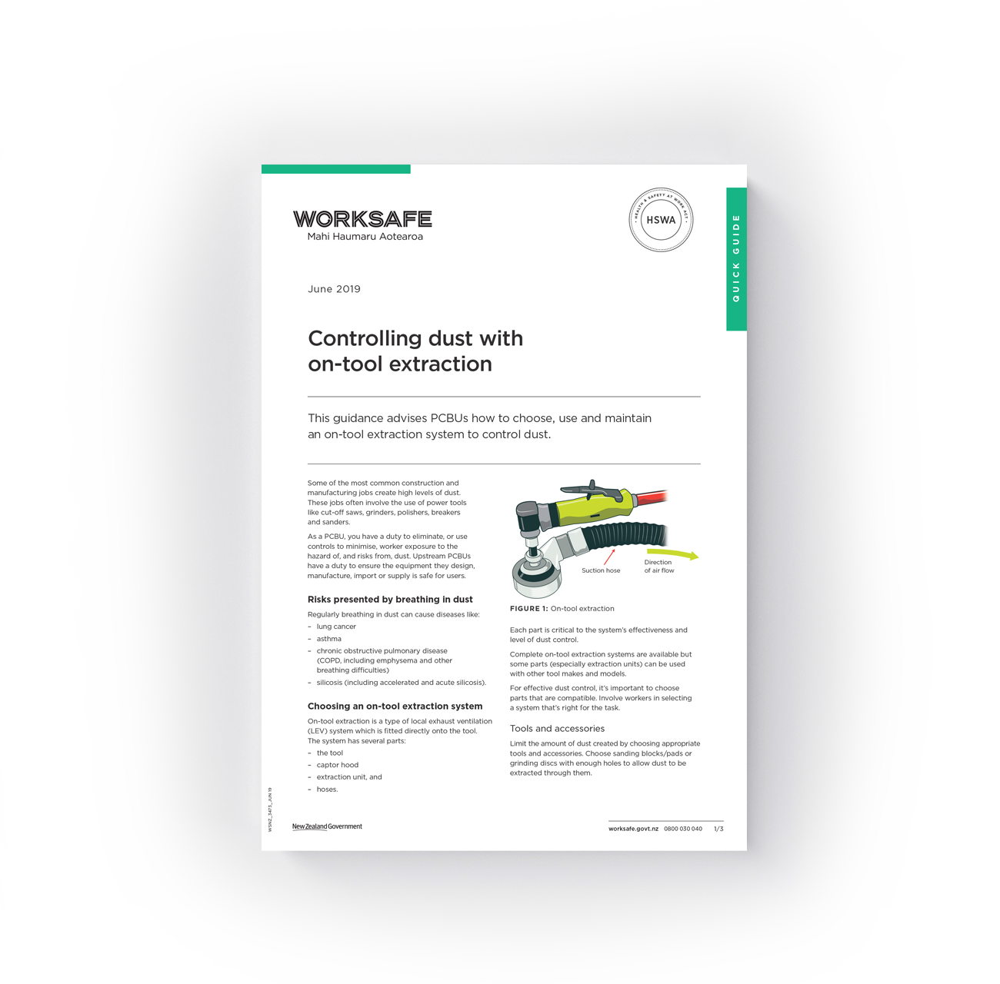 WORKSAFE
Mahi Haumaru Aotearoa
HEALTH & SAFETY AT WORK ACT
HSWA
QUICK GUIDE
June 2019
Controlling dust with
on-tool extraction
This guidance advises PCBUs how to choose, use and maintain
an on-tool extraction system to control dust.
Some of the most common construction and
manufacturing jobs create high levels of dust.
These jobs often involve the use of power tools
like cut-off saws, grinders, polishers, breakers
and sanders.
As a PCBU, you have a duty to eliminate, or use
controls to minimise, worker exposure to the
hazard of, and risks from, dust. Upstream PCBUs
have a duty to ensure the equipment they design,
manufacture, import or supply is safe for users.
Risks presented by breathing in dust
Regularly breathing in dust can cause diseases like:
– lung cancer
– asthma
– chronic obstructive pulmonary disease
(COPD, including emphysema and other
breathing difficulties)
– silicosis (including accelerated and acute silicosis).
Choosing an on-tool extraction system
On-tool extraction is a type of local exhaust ventilation
(LEV) system which is fitted directly onto the tool.
The system has several parts:
– the tool
– captor hood
– extraction unit, and
– hoses.
Suction hose
Direction
of air flow
FIGURE 1: On-tool extraction
Each part is critical to the system's effectiveness and
level of dust control.
Complete on-tool extraction systems are available but
some parts (especially extraction units) can be used
with other tool makes and models.
For effective dust control, it's important to choose
parts that are compatible. Involve workers in selecting
a system that's right for the task.
Tools and accessories
Limit the amount of dust created by choosing appropriate
tools and accessories. Choose sanding blocks/pads or
grinding discs with enough holes to allow dust to be
extracted through them.
WSNZ_3473_JUN 19
New Zealand Government
worksafe.govt.nz 0800 030 040 1/3